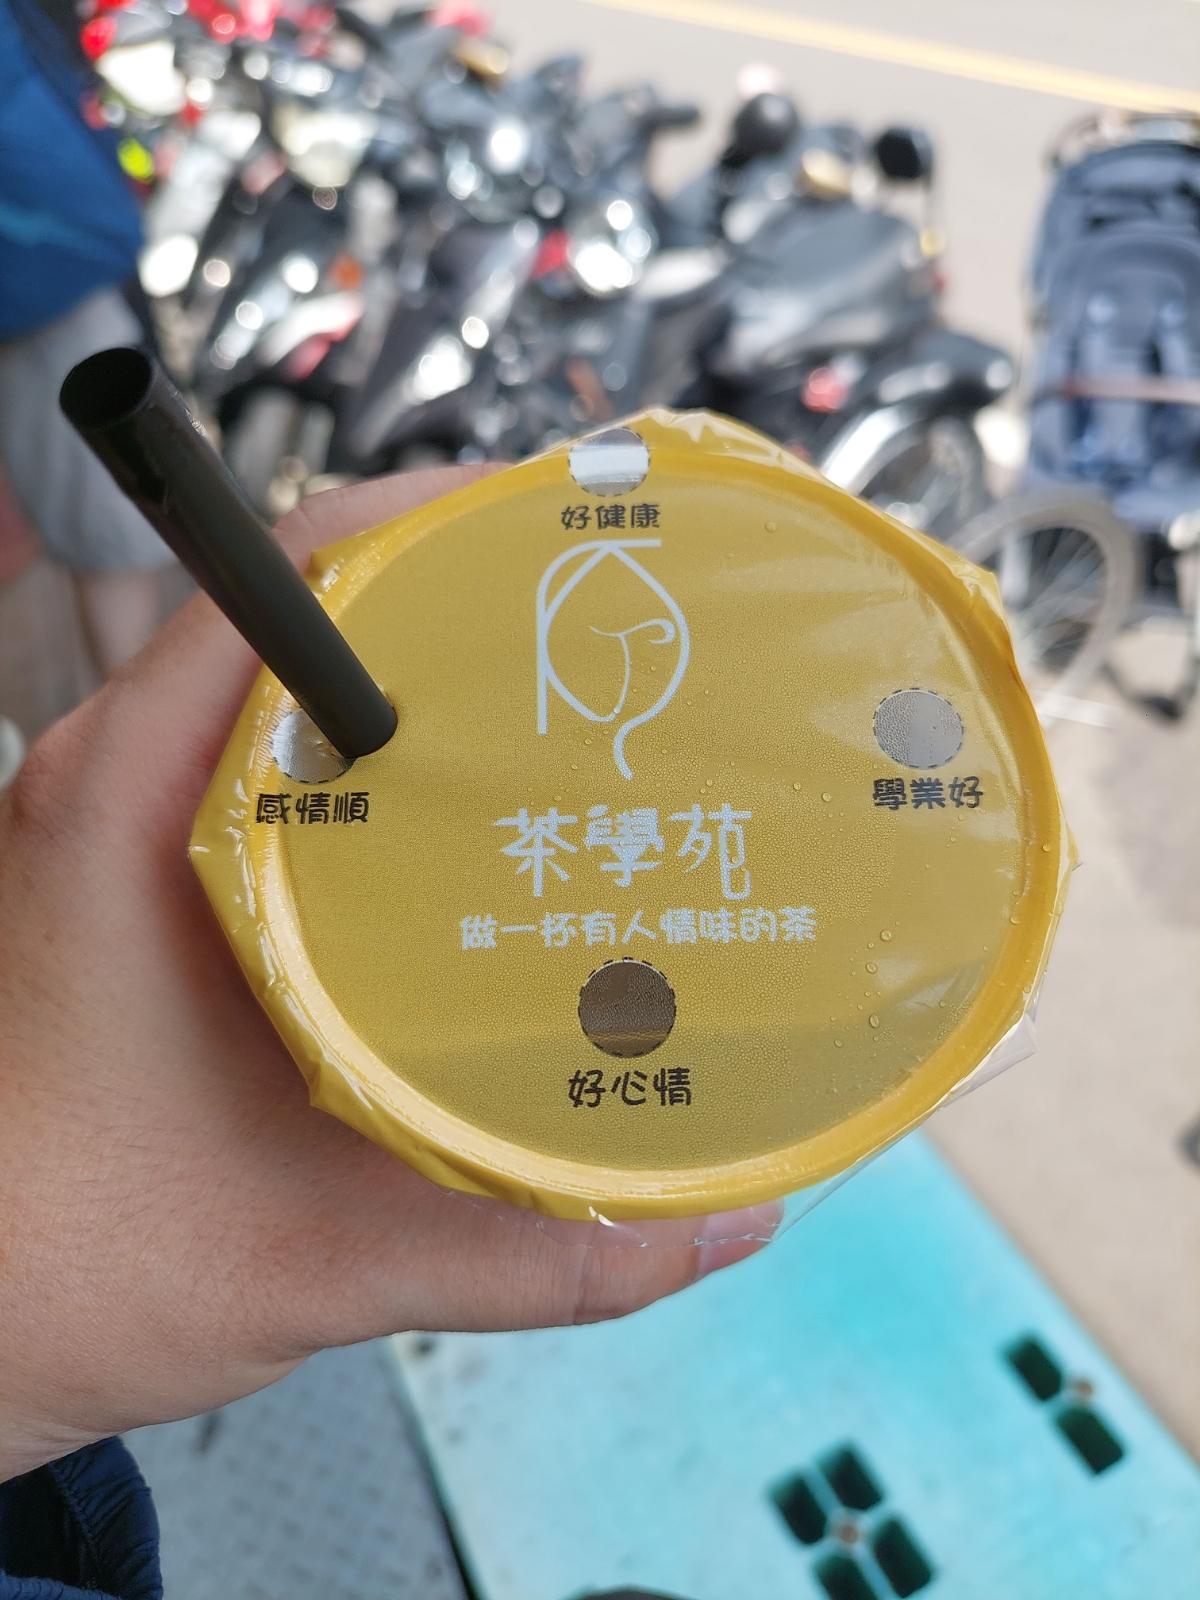 好健康
感情順
學業好
茶學苑
做一杯有人情味的茶
好心情